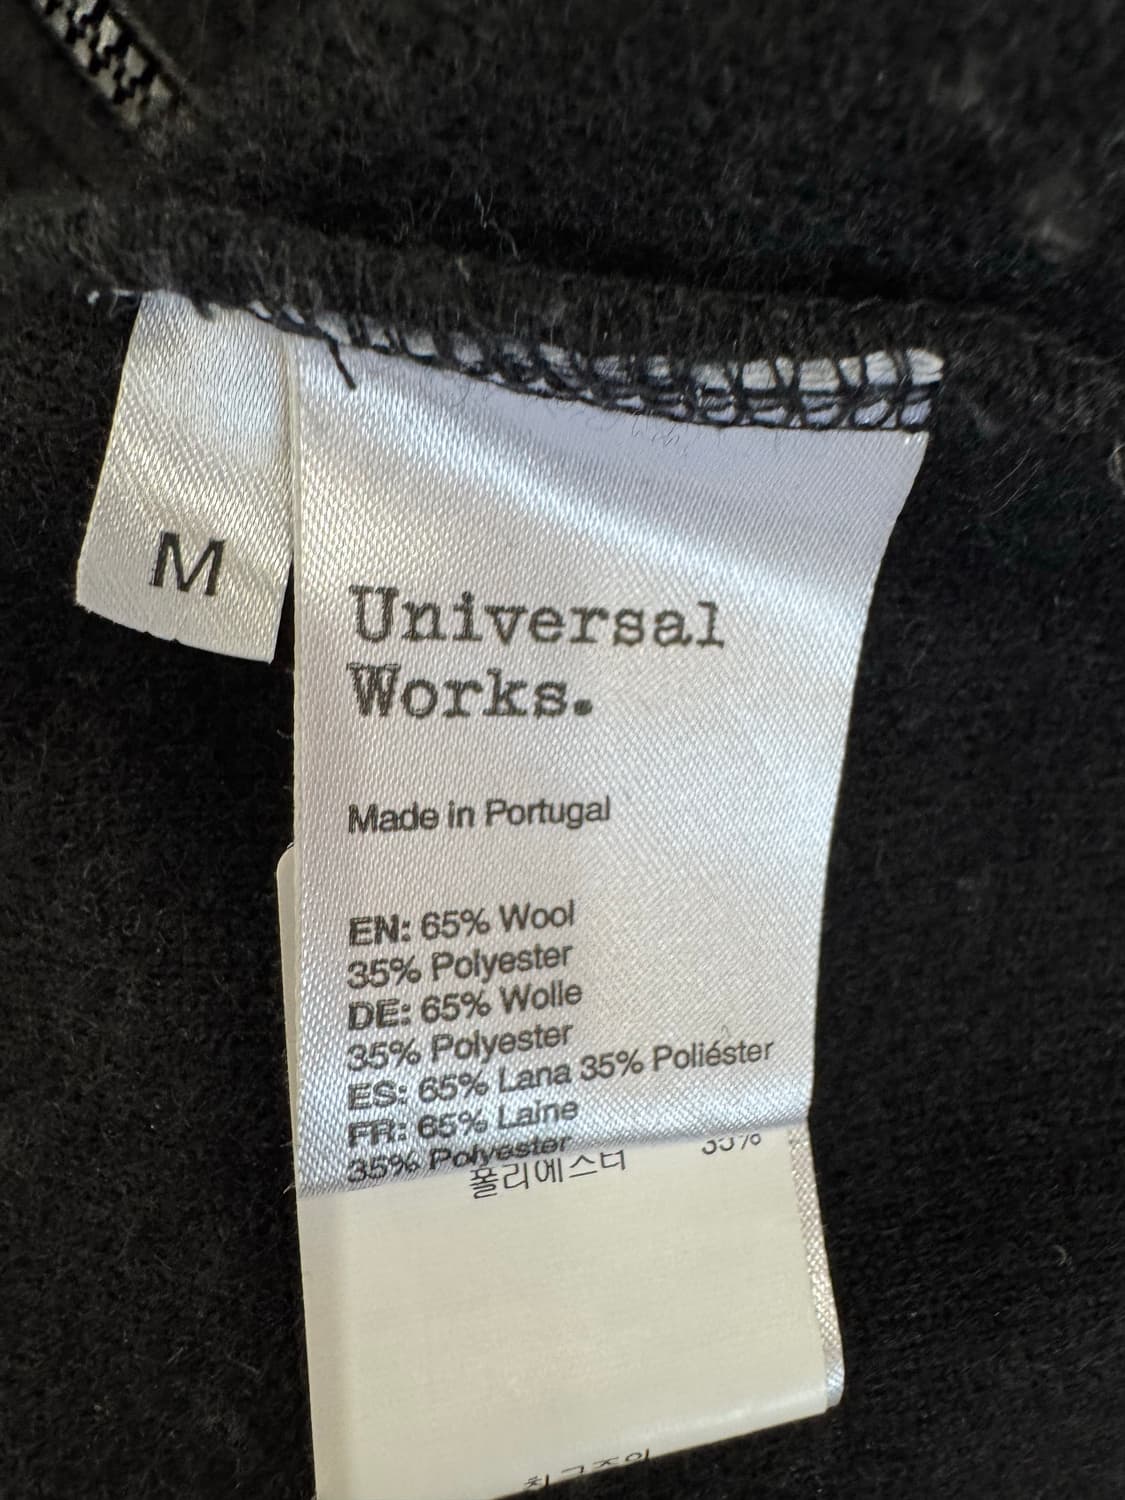 M
Universal
Works.
Made in Portugal
EN: 65% Wool
35% Polyester
DE: 65% Wolle
35% Polyester
ES: 65% Lana 35% Poliéster
FR: 65% Laine
35% Polyester
폴리에스터 35%